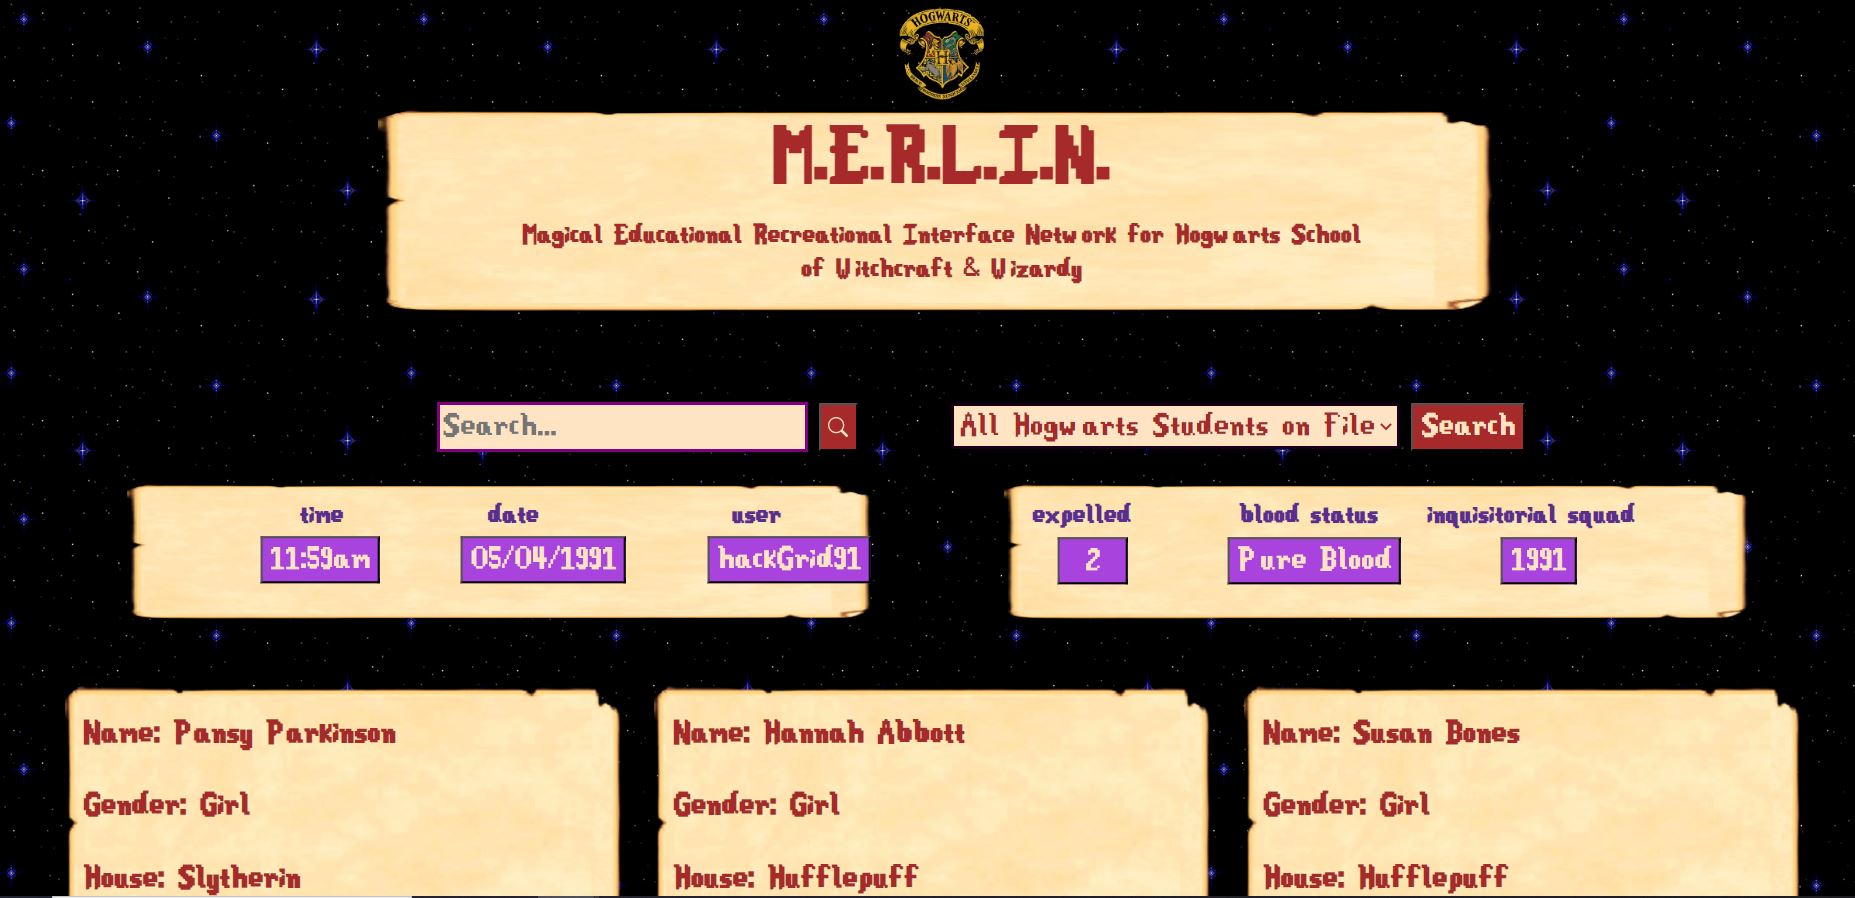 HOGWARTS
M.E.R.L.I.N.
Magical Educational Recreational Interface Network for Hogwarts School
of Witchcraft & Wizardy
Search...
All Hogwarts Students on File
Search
time date user
11:59am 05/04/1991 hackGrid91
expelled blood status inquisitorial squad
2 Pure Blood 1991
Name: Pansy Parkinson
Gender: Girl
House: Slytherin
Name: Hannah Abbott
Gender: Girl
House: Hufflepuff
Name: Susan Bones
Gender: Girl
House: Hufflepuff